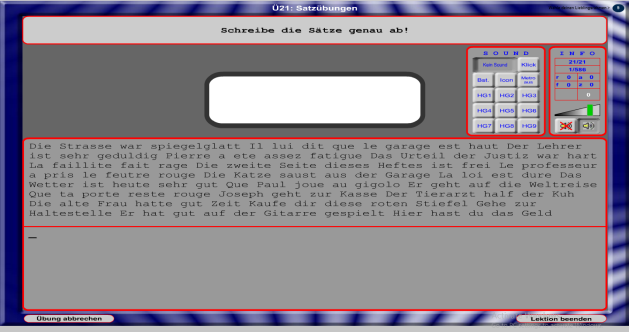 Ü21: Satzübungen
Schreibe die Sätze genau ab!
S O U N D
Kein Sound
Klick
Bat.
Icon
Metro
nom
HG1
HG2
HG3
HG4
HG5
HG6
HG7
HG8
HG9
I N F O
21/21
1/586
r 0 a 0
f 0 z 0
0
Die Strasse war spiegelglatt Il lui dit que le garage est haut Der Lehrer
ist sehr geduldig Pierre a ete assez fatigue Das Urteil der Justiz war hart
La faillite fait rage Die zweite Seite dieses Heftes ist frei Le professeur
a pris le feutre rouge Die Katze saust aus der Garage La loi est dure Das
Wetter ist heute sehr gut Que Paul joue au gigolo Er geht auf die Weltreise
Que ta porte reste rouge Joseph geht zur Kasse Der Tierarzt half der Kuh
Die alte Frau hatte gut Zeit Kaufe dir diese roten Stiefel Gehe zur
Haltestelle Er hat gut auf der Gitarre gespielt Hier hast du das Geld
Übung abbrechen
Lektion beenden